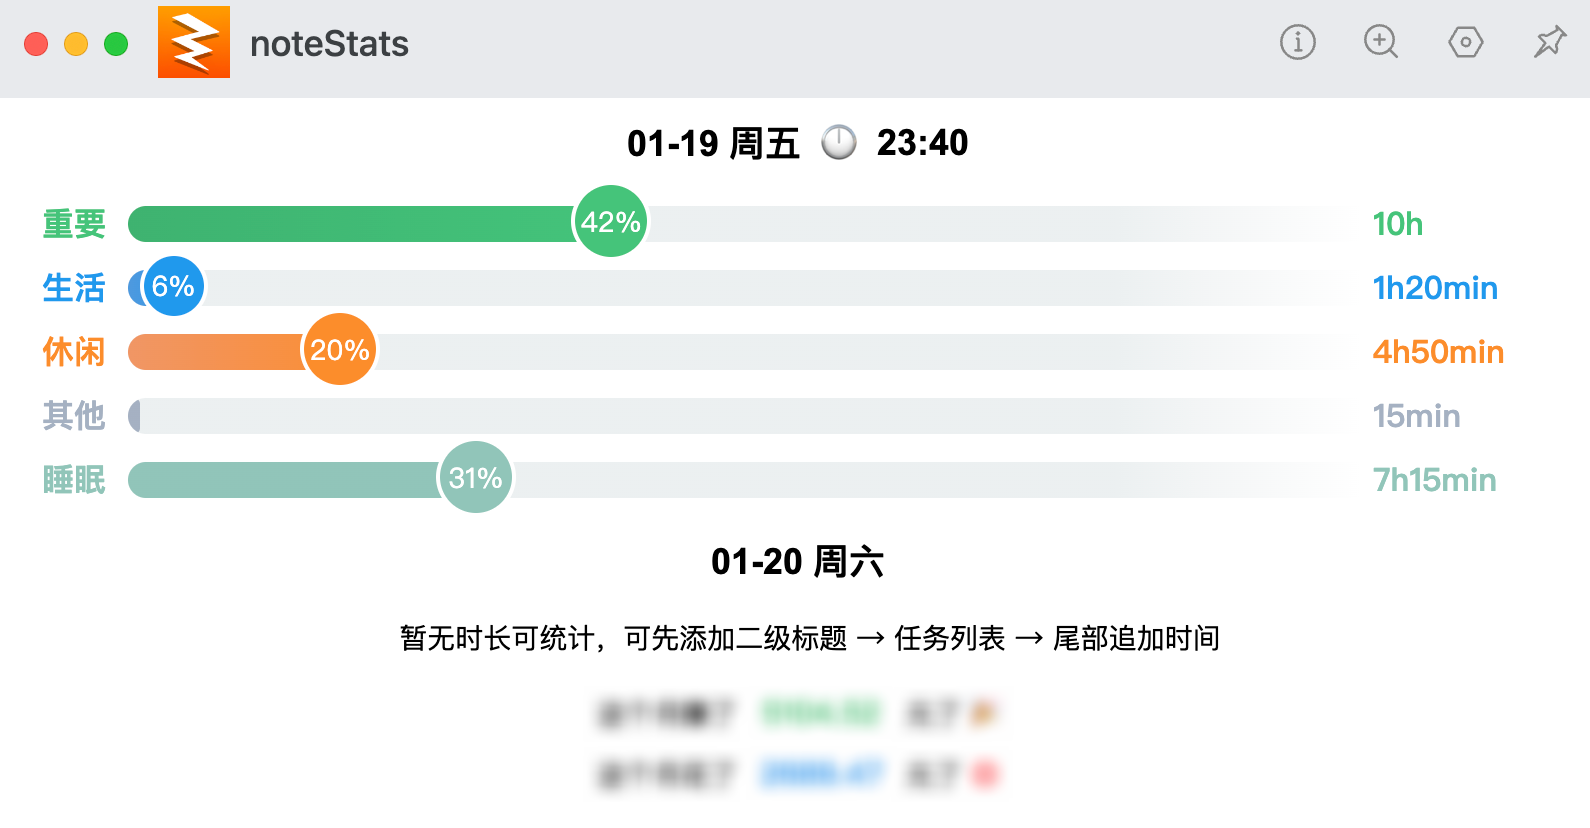 noteStats
01-19 周五 23:40
重要 42% 10h
生活 6% 1h20min
休闲 20% 4h50min
其他 15min
睡眠 31% 7h15min
01-20 周六
暂无时长可统计，可先添加二级标题 → 任务列表 → 尾部追加时间